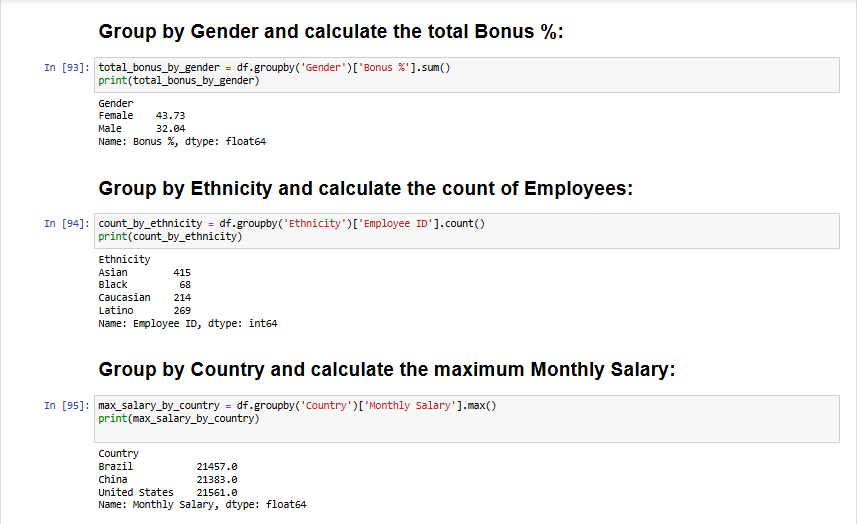 Group by Gender and calculate the total Bonus %:
In [93]: total_bonus_by_gender = df.groupby('Gender')['Bonus %'].sum()
print(total_bonus_by_gender)
Gender
Female    43.73
Male      32.04
Name: Bonus %, dtype: float64
Group by Ethnicity and calculate the count of Employees:
In [94]: count_by_ethnicity = df.groupby('Ethnicity')['Employee ID'].count()
print(count_by_ethnicity)
Ethnicity
Asian        415
Black         68
Caucasian    214
Latino       269
Name: Employee ID, dtype: int64
Group by Country and calculate the maximum Monthly Salary:
In [95]: max_salary_by_country = df.groupby('Country')['Monthly Salary'].max()
print(max_salary_by_country)
Country
Brazil           21457.0
China            21383.0
United States    21561.0
Name: Monthly Salary, dtype: float64